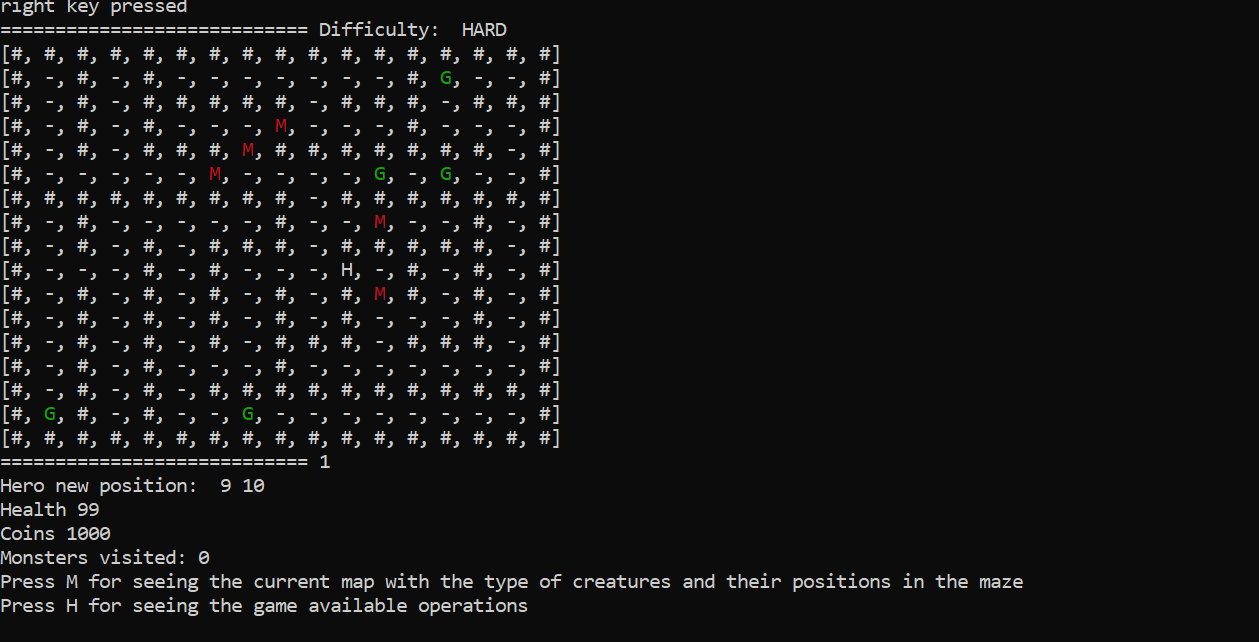 right key pressed
============================ Difficulty:  HARD
[#, #, #, #, #, #, #, #, #, #, #, #, #, #, #, #, #]
[#, -, #, -, #, -, -, -, -, -, -, -, #, G, -, -, #]
[#, -, #, -, #, #, #, #, #, -, #, #, #, -, #, #, #]
[#, -, #, -, #, -, -, -, M, -, -, -, #, -, -, -, #]
[#, -, #, -, #, #, #, M, #, #, #, #, #, #, #, -, #]
[#, -, -, -, -, -, M, -, -, -, -, G, -, G, -, -, #]
[#, #, #, #, #, #, #, #, #, -, #, #, #, #, #, #, #]
[#, -, #, -, -, -, -, -, #, -, -, M, -, -, #, -, #]
[#, -, #, -, #, -, #, #, #, -, #, #, #, #, #, -, #]
[#, -, -, -, #, -, #, -, -, -, H, -, #, -, #, -, #]
[#, -, #, -, #, -, #, -, #, -, #, M, #, -, #, -, #]
[#, -, #, -, #, -, #, -, #, -, #, -, -, -, #, -, #]
[#, -, #, -, #, -, #, -, #, #, #, -, #, #, #, -, #]
[#, -, #, -, #, -, -, -, #, -, -, -, -, -, -, -, #]
[#, -, #, -, #, -, #, #, #, #, #, #, #, #, #, #, #]
[#, G, #, -, #, -, -, G, -, -, -, -, -, -, -, -, #]
[#, #, #, #, #, #, #, #, #, #, #, #, #, #, #, #, #]
============================ 1
Hero new position:  9 10
Health 99
Coins 1000
Monsters visited: 0
Press M for seeing the current map with the type of creatures and their positions in the maze
Press H for seeing the game available operations